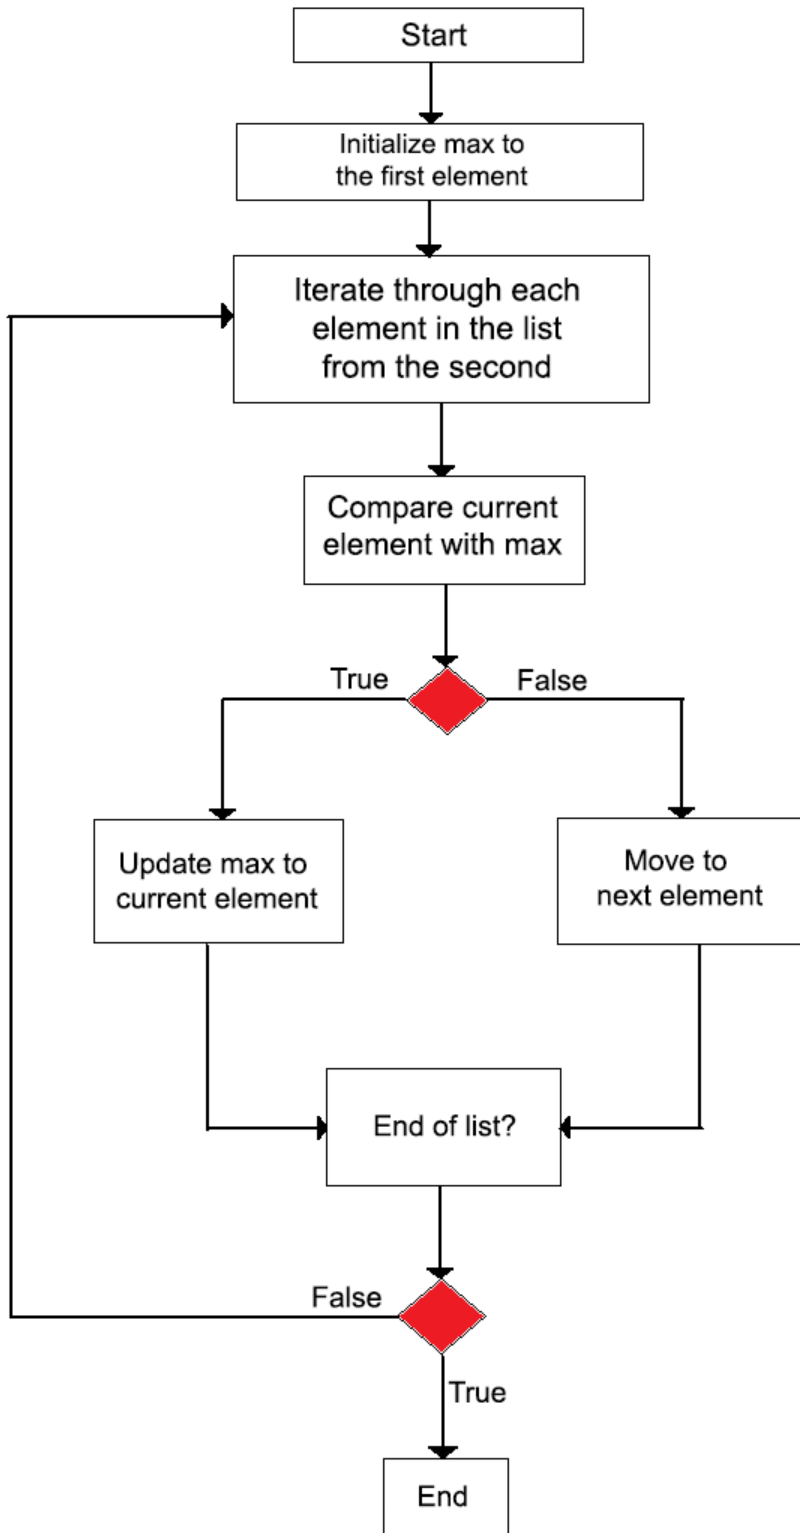 Start
Initialize max to
the first element
Iterate through each
element in the list
from the second
Compare current
element with max
True
False
Update max to
current element
Move to
next element
End of list?
False
True
End